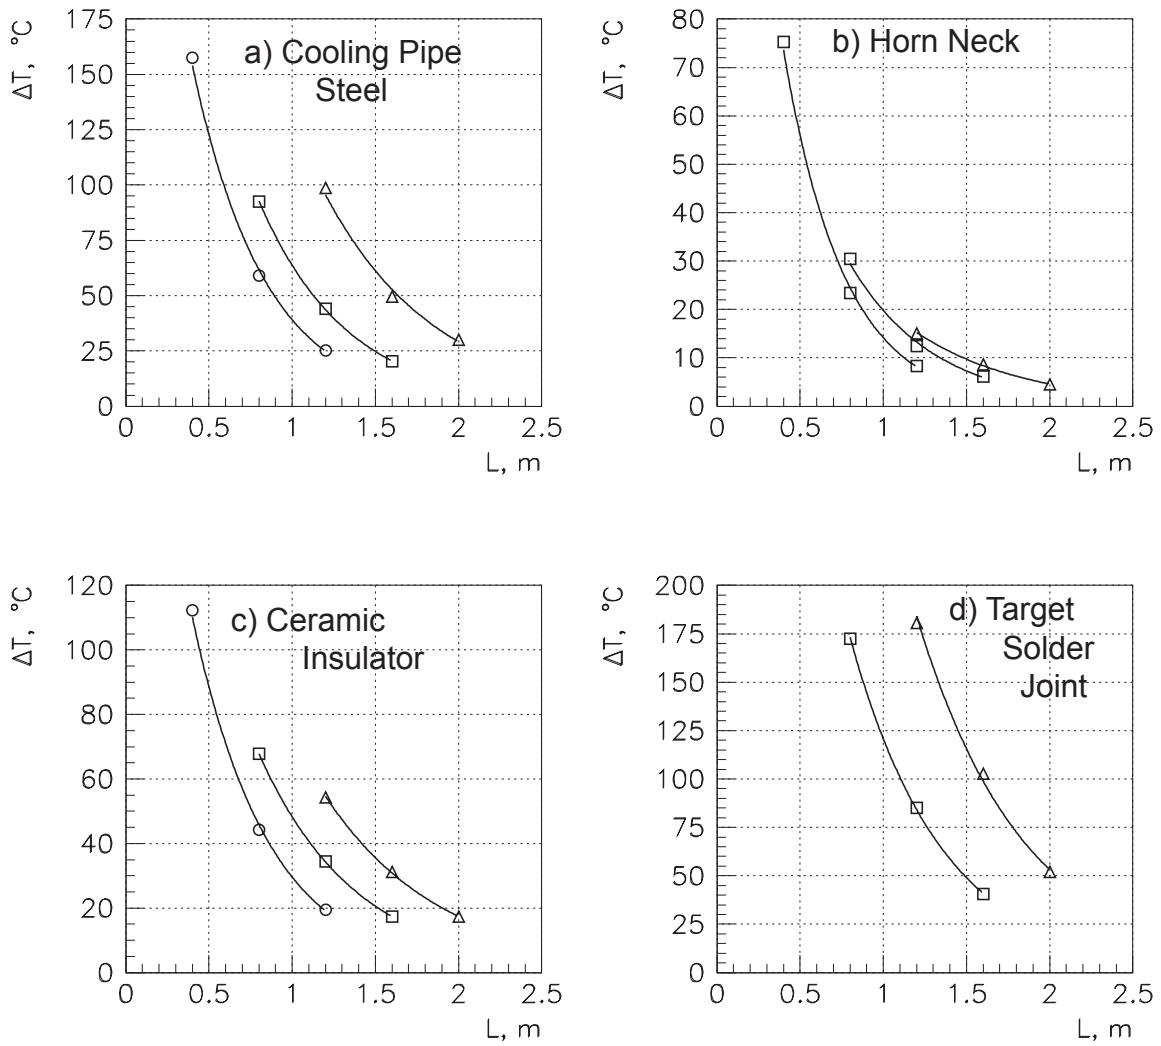 a) Cooling Pipe
Steel
ΔT, °C
175
150
125
100
75
50
25
0
0 0.5 1 1.5 2 2.5
L, m
b) Horn Neck
ΔT, °C
80
70
60
50
40
30
20
10
0
0 0.5 1 1.5 2 2.5
L, m
c) Ceramic
Insulator
ΔT, °C
120
100
80
60
40
20
0
0 0.5 1 1.5 2 2.5
L, m
d) Target
Solder
Joint
ΔT, °C
200
175
150
125
100
75
50
25
0
0 0.5 1 1.5 2 2.5
L, m